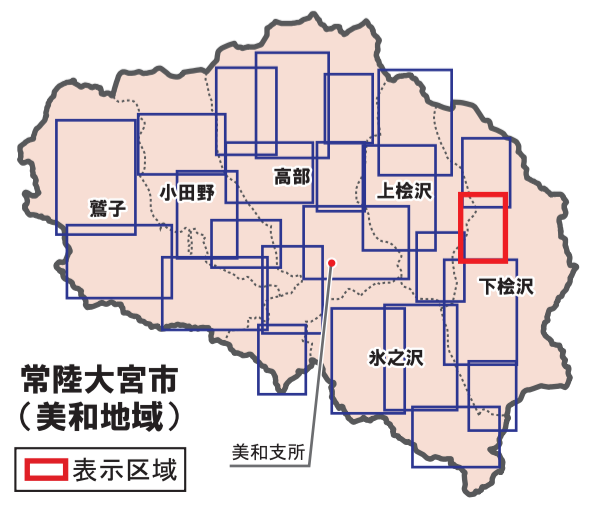 高部
小田野
上桧沢
鷲子
下桧沢
氷之沢
常陸大宮市
（美和地域）
美和支所
表示区域